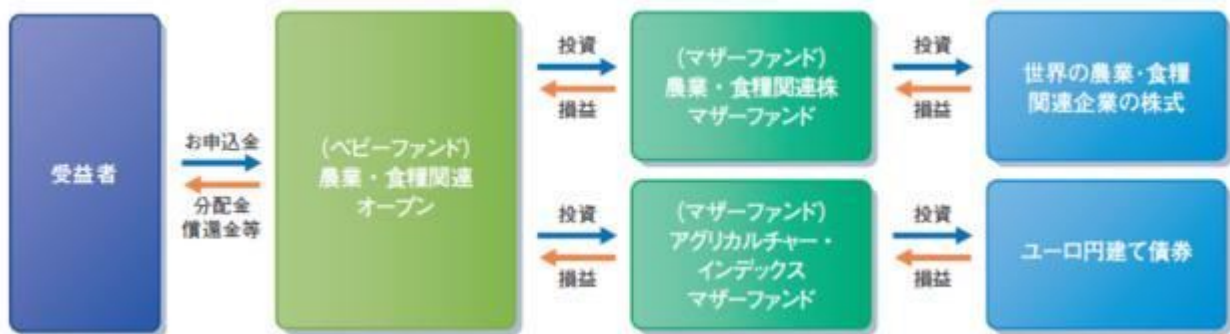 受益者
お申込金
分配金
償還金等
(ベビーファンド)
農業・食糧関連
オープン
投資
損益
(マザーファンド)
農業・食糧関連株
マザーファンド
投資
損益
世界の農業・食糧
関連企業の株式
投資
損益
(マザーファンド)
アグリカルチャー・
インデックス
マザーファンド
投資
損益
ユーロ円建て債券